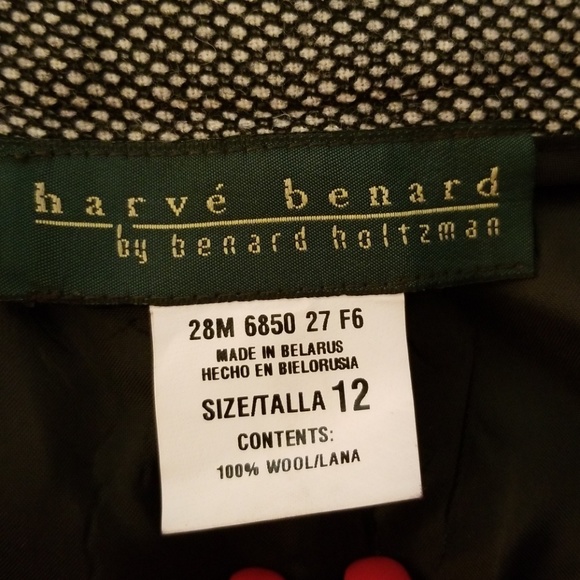 harvé benard
by benard holtzman
28M 6850 27 F6
MADE IN BELARUS
HECHO EN BIELORUSIA
SIZE/TALLA 12
CONTENTS:
100% WOOL/LANA